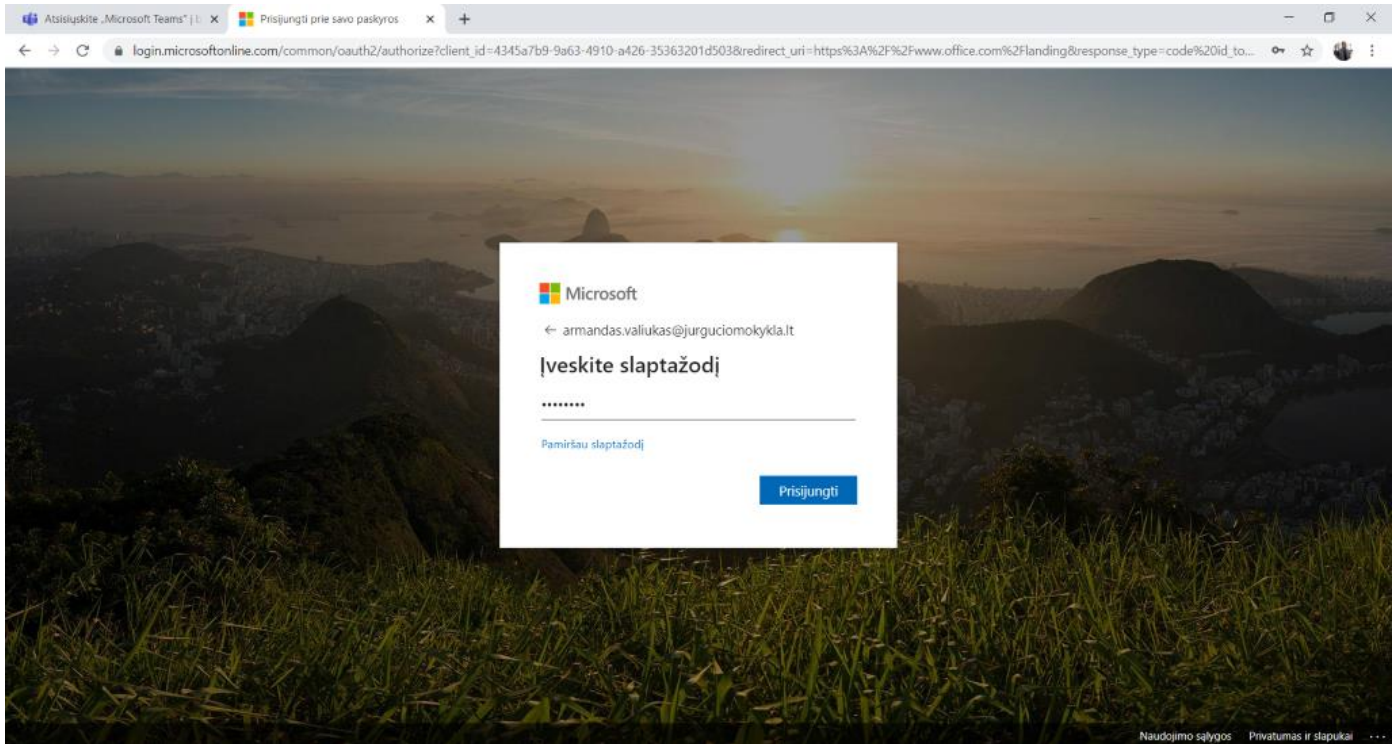 Atsisiųskite „Microsoft Teams“ į b
Prisijungti prie savo paskyros
login.microsoftonline.com/common/oauth2/authorize?client_id=4345a7b9-9a63-4910-a426-35363201d503&redirect_uri=https%3A%2F%2Fwww.office.com%2Flanding&response_type=code%20id_to...
Microsoft
← armandas.valiukas@jurguciomokykla.lt
Įveskite slaptažodį
••••••••
Pamiršau slaptažodį
Prisijungti
Naudojimo sąlygos Privatumas ir slapukai ...